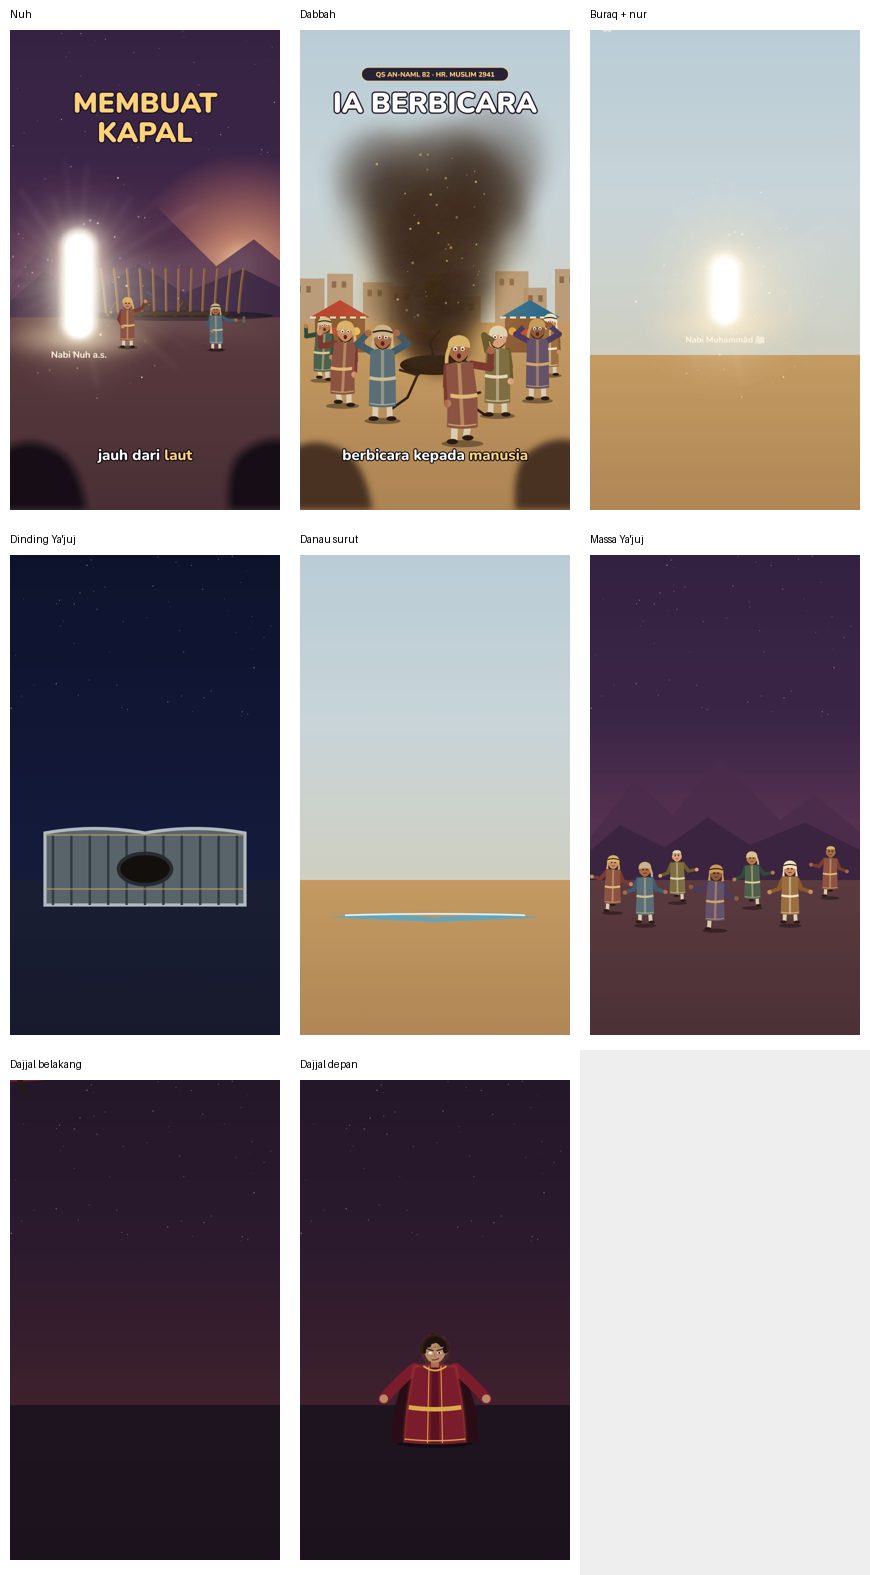 Nuh
MEMBUAT
KAPAL
Nabi Nuh a.s.
jauh dari laut
Dabbah
QS AN-NAML 82 · HR. MUSLIM 2941
IA BERBICARA
berbicara kepada manusia
Buraq + nur
Nabi Muhammad ﷺ
Dinding Ya'juj
Danau surut
Massa Ya'juj
Dajjal belakang
Dajjal depan